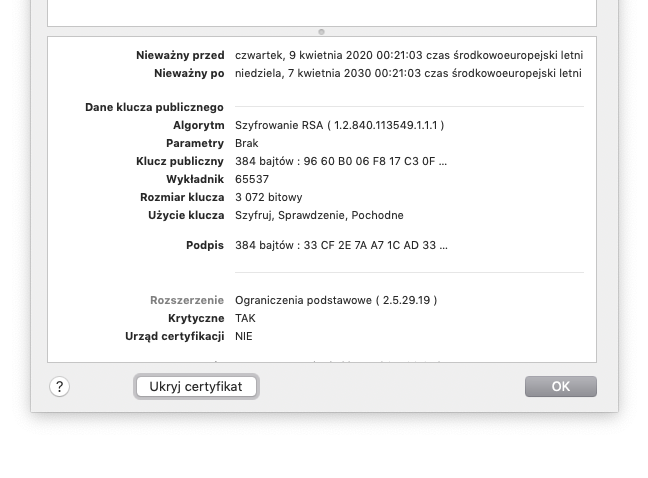 Nieważny przed czwartek, 9 kwietnia 2020 00:21:03 czas środkowoeuropejski letni
Nieważny po niedziela, 7 kwietnia 2030 00:21:03 czas środkowoeuropejski letni
Dane klucza publicznego
Algorytm Szyfrowanie RSA ( 1.2.840.113549.1.1.1 )
Parametry Brak
Klucz publiczny 384 bajtów : 96 60 B0 06 F8 17 C3 0F ...
Wykładnik 65537
Rozmiar klucza 3 072 bitowy
Użycie klucza Szyfruj, Sprawdzenie, Pochodne
Podpis 384 bajtów : 33 CF 2E 7A A7 1C AD 33 ...
Rozszerzenie Ograniczenia podstawowe ( 2.5.29.19 )
Krytyczne TAK
Urząd certyfikacji NIE
? Ukryj certyfikat OK